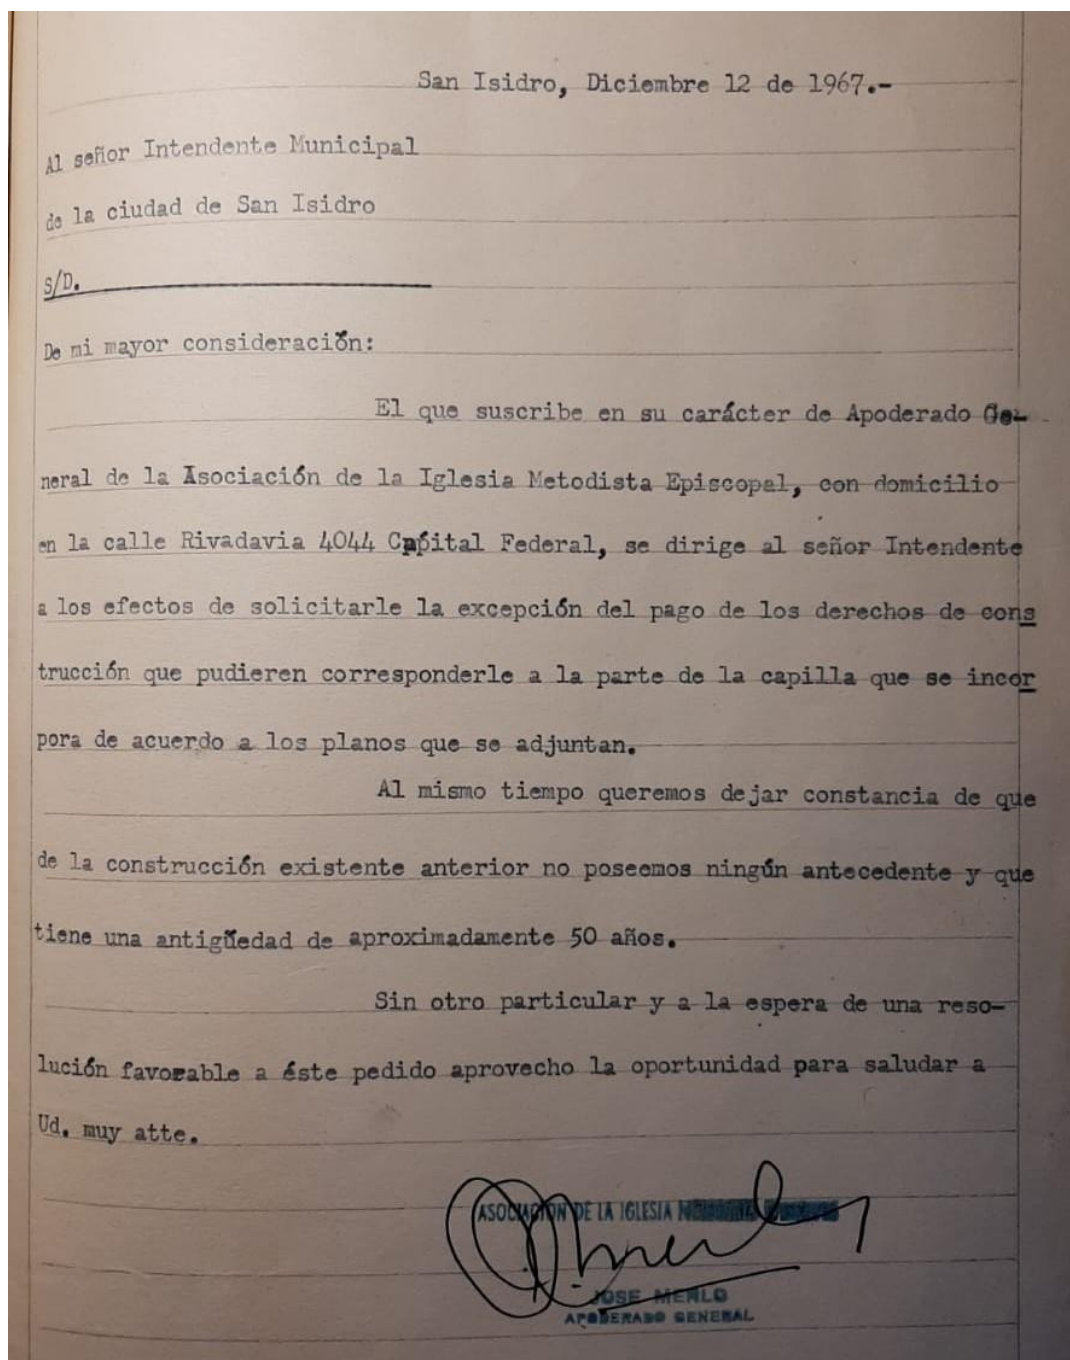 San Isidro, Diciembre 12 de 1967.-
Al señor Intendente Municipal
de la ciudad de San Isidro
S/D.
De mi mayor consideración:
El que suscribe en su carácter de Apoderado Ge-
neral de la Asociación de la Iglesia Metodista Episcopal, con domicilio
en la calle Rivadavia 4044 Capital Federal, se dirige al señor Intendente
a los efectos de solicitarle la excepción del pago de los derechos de cons
trucción que pudieren corresponderle a la parte de la capilla que se incor
pora de acuerdo a los planos que se adjuntan.
Al mismo tiempo queremos dejar constancia de que
de la construcción existente anterior no poseemos ningún antecedente y que
tiene una antigüedad de aproximadamente 50 años.
Sin otro particular y a la espera de una reso-
lución favorable a éste pedido aprovecho la oportunidad para saludar a
Ud. muy atte.
ASOCIACION DE LA IGLESIA
JOSE MERLO
APODERADO GENERAL